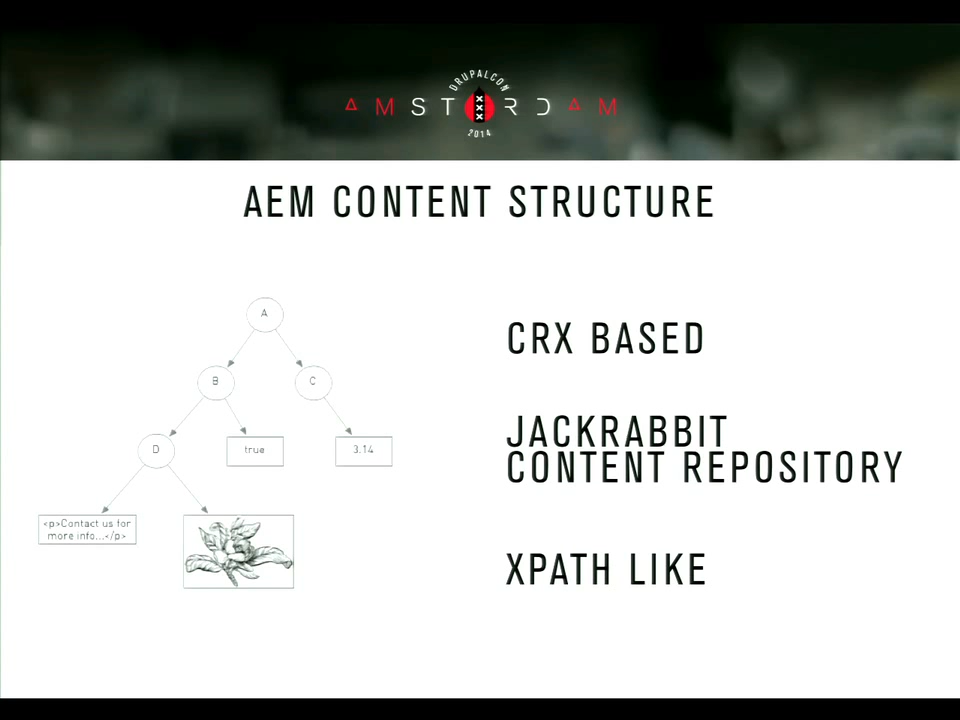 DRUPALCON
AMSTERDAM
2014
AEM CONTENT STRUCTURE
A
B
C
D
true
3.14
<p>Contact us for
more info...</p>
CRX BASED
JACKRABBIT
CONTENT REPOSITORY
XPATH LIKE